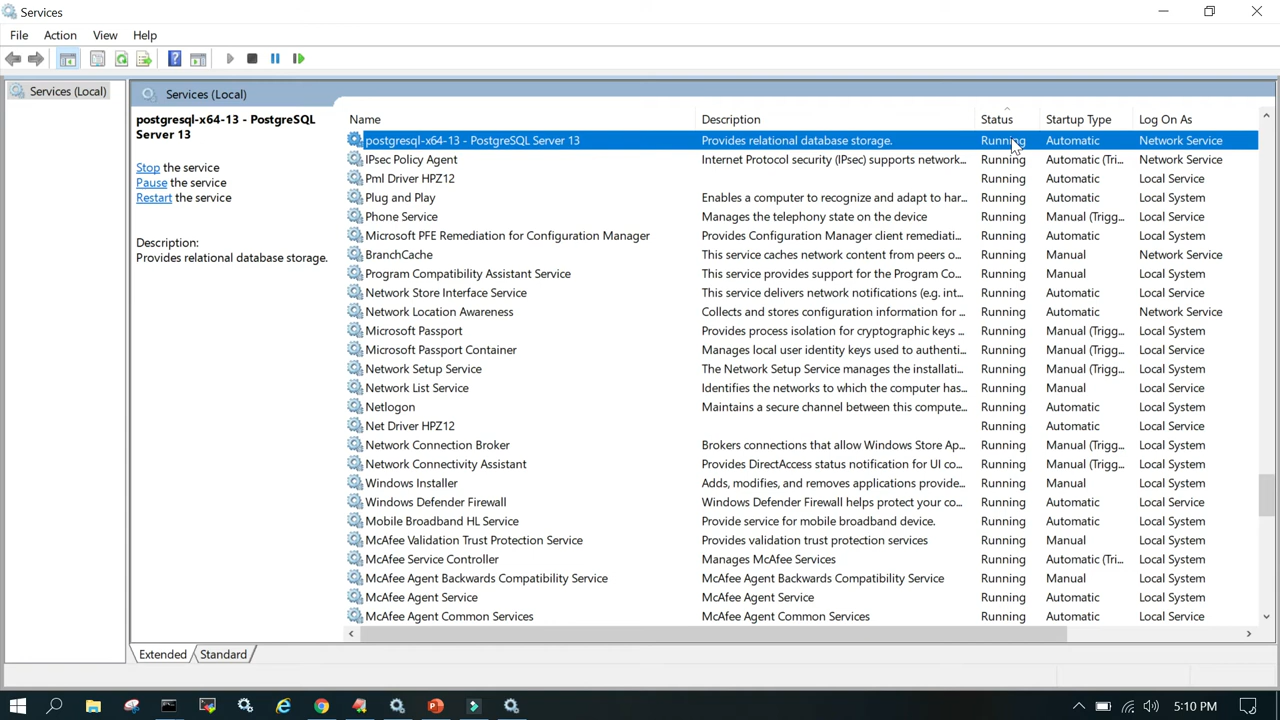 Services
File Action View Help
Services (Local)
Services (Local)
postgresql-x64-13 - PostgreSQL
Server 13
Stop the service
Pause the service
Restart the service
Description:
Provides relational database storage.
Name Description Status Startup Type Log On As
postgresql-x64-13 - PostgreSQL Server 13 Provides relational database storage. Running Automatic Network Service
IPsec Policy Agent Internet Protocol security (IPsec) supports network... Running Automatic (Tri... Network Service
Pml Driver HPZ12 Running Automatic Local Service
Plug and Play Enables a computer to recognize and adapt to har... Running Automatic Local System
Phone Service Manages the telephony state on the device Running Manual (Trigg... Local Service
Microsoft PFE Remediation for Configuration Manager Provides Configuration Manager client remediati... Running Automatic Local System
BranchCache This service caches network content from peers o... Running Manual Network Service
Program Compatibility Assistant Service This service provides support for the Program Co... Running Manual Local System
Network Store Interface Service This service delivers network notifications (e.g. int... Running Automatic Local Service
Network Location Awareness Collects and stores configuration information for ... Running Automatic Network Service
Microsoft Passport Provides process isolation for cryptographic keys ... Running Manual (Trigg... Local System
Microsoft Passport Container Manages local user identity keys used to authenti... Running Manual (Trigg... Local Service
Network Setup Service The Network Setup Service manages the installati... Running Manual (Trigg... Local System
Network List Service Identifies the networks to which the computer has... Running Manual Local Service
Netlogon Maintains a secure channel between this compute... Running Automatic Local System
Net Driver HPZ12 Running Automatic Local Service
Network Connection Broker Brokers connections that allow Windows Store Ap... Running Manual (Trigg... Local System
Network Connectivity Assistant Provides DirectAccess status notification for UI co... Running Manual (Trigg... Local System
Windows Installer Adds, modifies, and removes applications provide... Running Manual Local System
Windows Defender Firewall Windows Defender Firewall helps protect your co... Running Automatic Local Service
Mobile Broadband HL Service Provide service for mobile broadband device. Running Automatic Local System
McAfee Validation Trust Protection Service Provides validation trust protection services Running Automatic Local System
McAfee Service Controller Manages McAfee Services Running Automatic (Tri... Local System
McAfee Agent Backwards Compatibility Service McAfee Agent Backwards Compatibility Service Running Manual Local System
McAfee Agent Service McAfee Agent Service Running Automatic Local System
McAfee Agent Common Services McAfee Agent Common Services Running Automatic Local Service
Extended Standard
5:10 PM